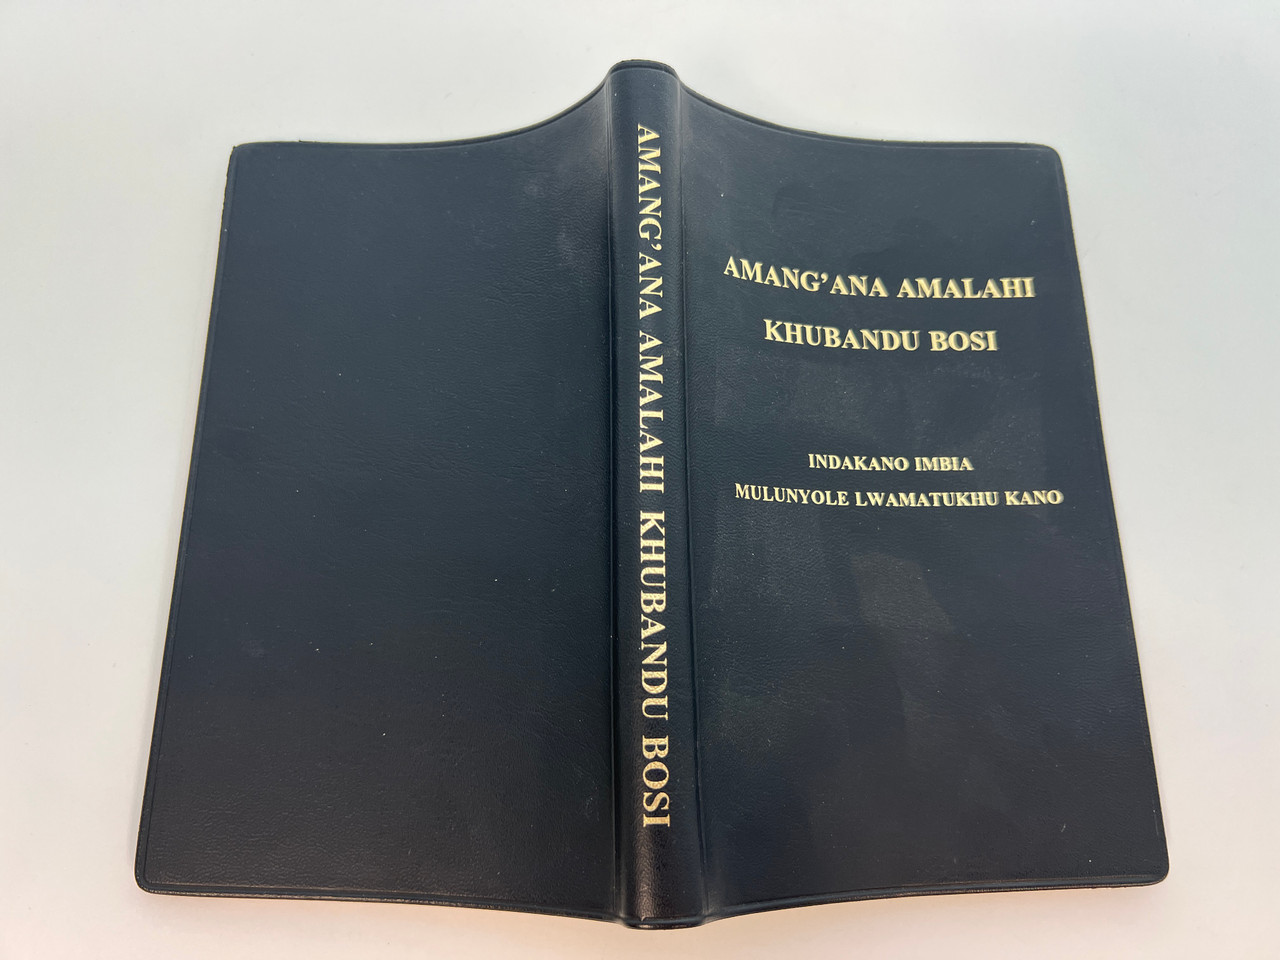 AMANG’ANA AMALAHI KHUBANDU BOSI
AMANG’ANA AMALAHI
KHUBANDU BOSI
INDAKANO IMBIA
MULUNYOLE LWAMATUKHU KANO